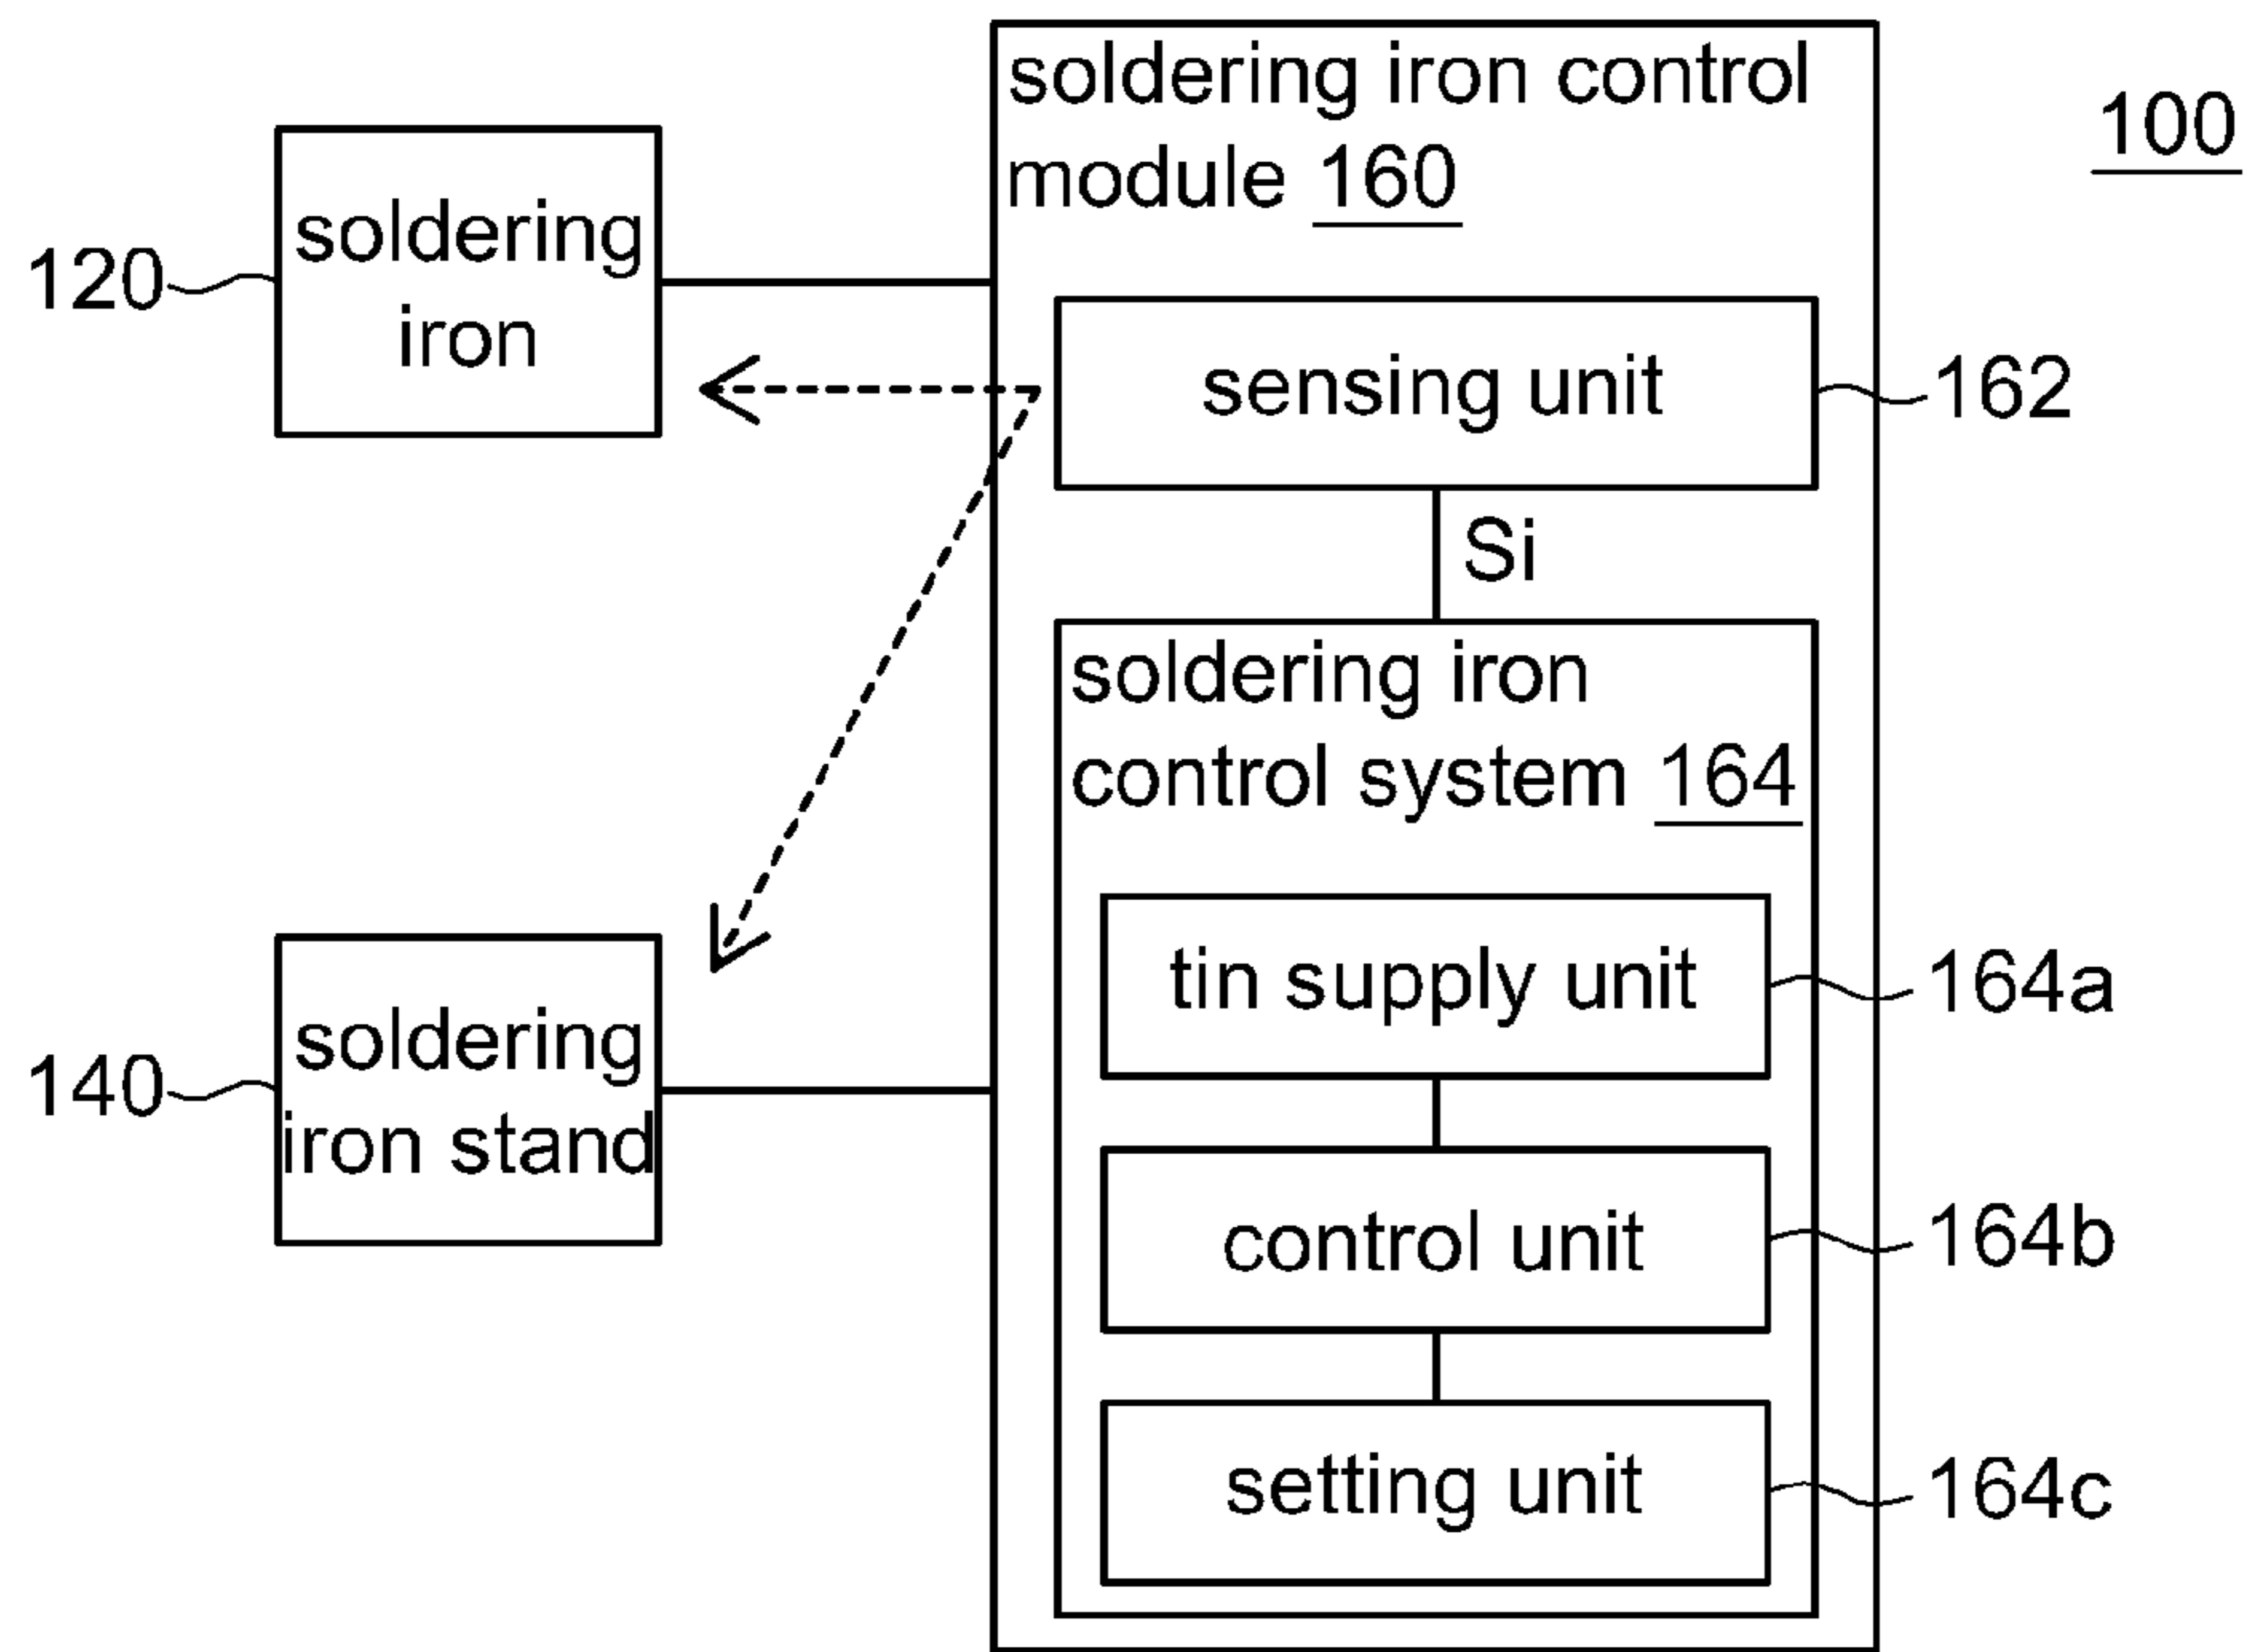 soldering iron control
module 160
100
120
soldering
iron
sensing unit
162
Si
soldering iron
control system 164
tin supply unit
164a
140
soldering
iron stand
control unit
164b
setting unit
164c